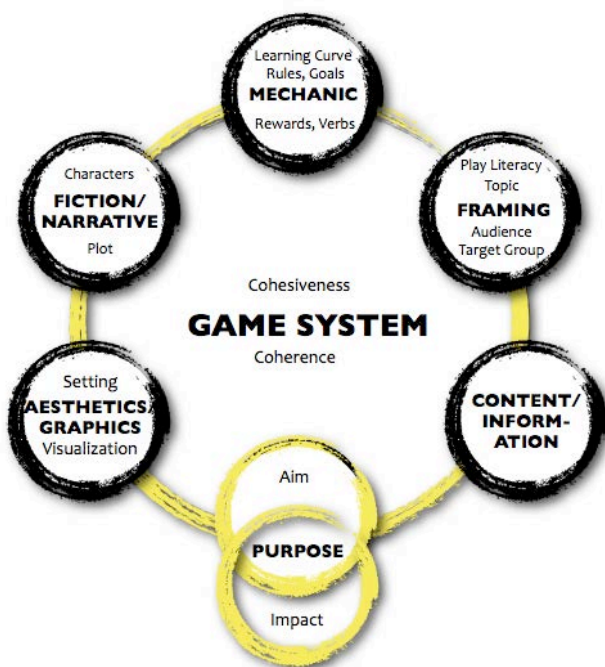 Learning Curve
Rules, Goals
MECHANIC
Rewards, Verbs
Characters
FICTION/
NARRATIVE
Plot
Play Literacy
Topic
FRAMING
Audience
Target Group
Cohesiveness
GAME SYSTEM
Coherence
Setting
AESTHETICS/
GRAPHICS
Visualization
CONTENT/
INFORM-
ATION
Aim
PURPOSE
Impact